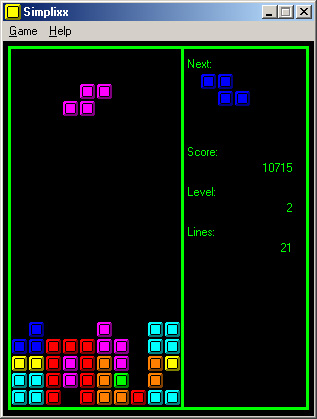 Simplixx
Game Help
Next:
Score:
10715
Level:
2
Lines:
21